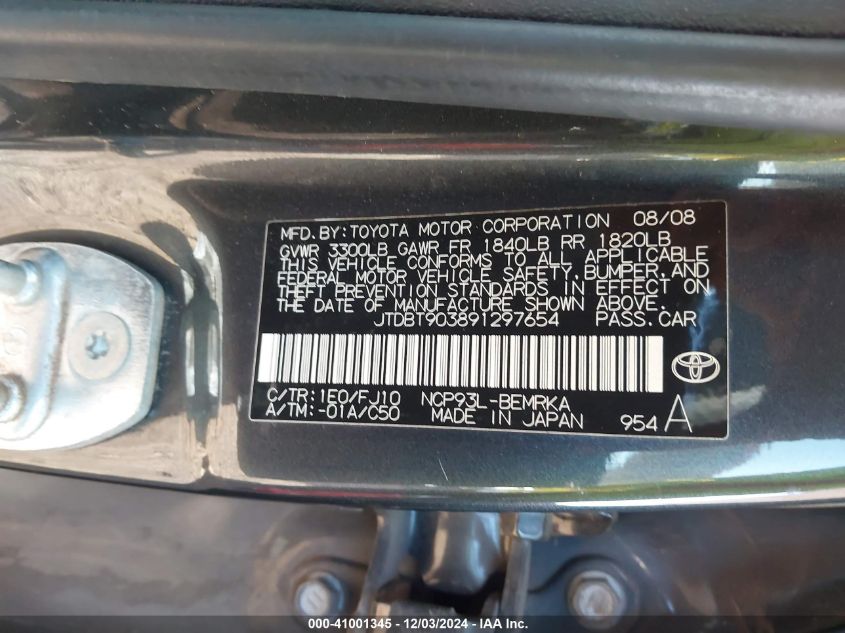 MFD. BY: TOYOTA MOTOR CORPORATION 08/08
GVWR 3300LB GAWR FR 1840LB RR 1820LB
THIS VEHICLE CONFORMS TO ALL APPLICABLE
FEDERAL MOTOR VEHICLE SAFETY, BUMPER, AND
THEFT PREVENTION STANDARDS IN EFFECT ON
THE DATE OF MANUFACTURE SHOWN ABOVE.
JTDBT903891297654 PASS. CAR
C/TR: 1E0/FJ10 NCP93L-BEMRKA
A/TM: -01A/C50 MADE IN JAPAN 954 A
000-41001345 - 12/03/2024 - IAA Inc.